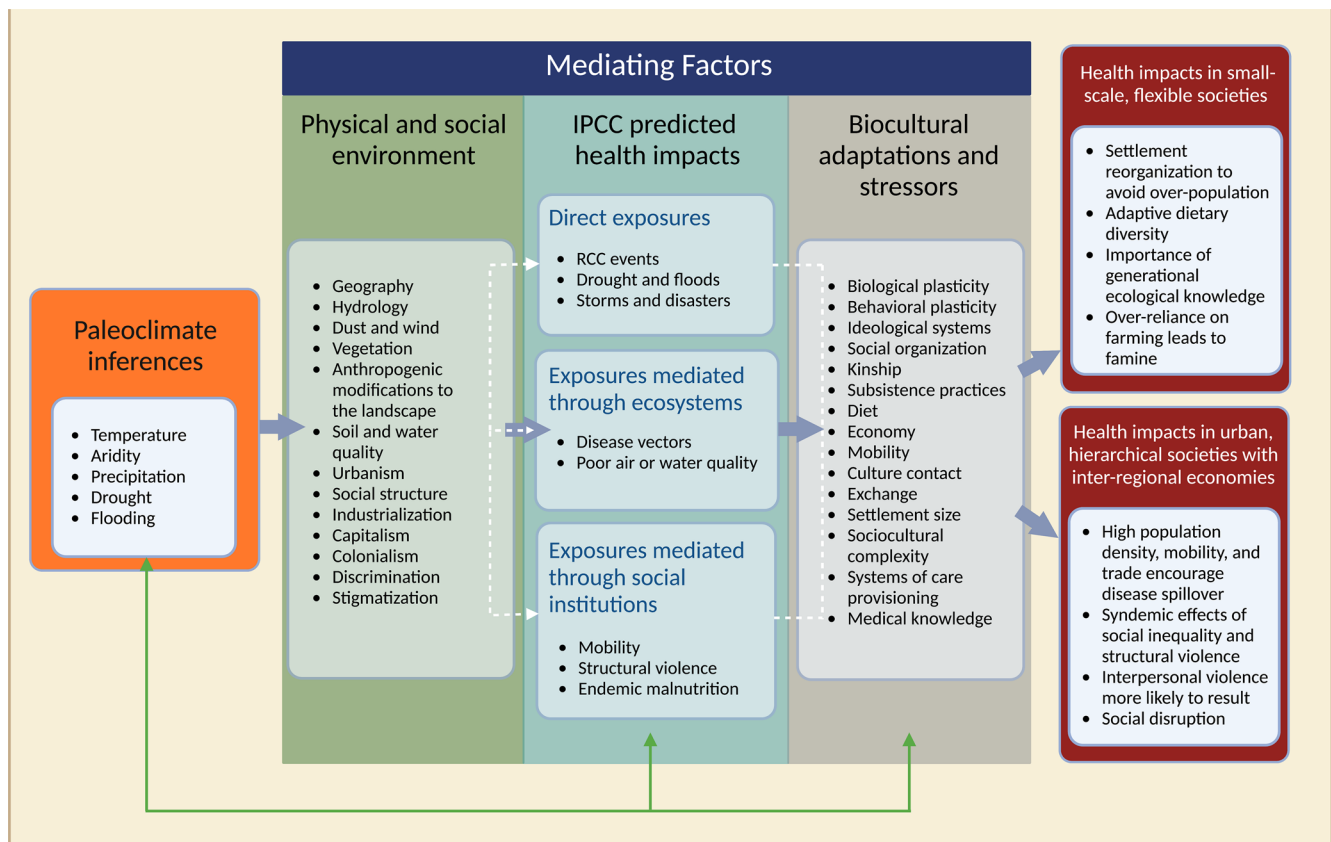 Mediating Factors
Physical and social
environment
IPCC predicted
health impacts
Biocultural
adaptations and
stressors
Paleoclimate
inferences
• Temperature
• Aridity
• Precipitation
• Drought
• Flooding
• Geography
• Hydrology
• Dust and wind
• Vegetation
• Anthropogenic
modifications to
the landscape
• Soil and water
quality
• Urbanism
• Social structure
• Industrialization
• Capitalism
• Colonialism
• Discrimination
• Stigmatization
Direct exposures
• RCC events
• Drought and floods
• Storms and disasters
Exposures mediated
through ecosystems
• Disease vectors
• Poor air or water quality
Exposures mediated
through social
institutions
• Mobility
• Structural violence
• Endemic malnutrition
• Biological plasticity
• Behavioral plasticity
• Ideological systems
• Social organization
• Kinship
• Subsistence practices
• Diet
• Economy
• Mobility
• Culture contact
• Exchange
• Settlement size
• Sociocultural
complexity
• Systems of care
provisioning
• Medical knowledge
Health impacts in small-
scale, flexible societies
• Settlement
reorganization to
avoid over-population
• Adaptive dietary
diversity
• Importance of
generational
ecological knowledge
• Over-reliance on
farming leads to
famine
Health impacts in urban,
hierarchical societies with
inter-regional economies
• High population
density, mobility, and
trade encourage
disease spillover
• Syndemic effects of
social inequality and
structural violence
• Interpersonal violence
more likely to result
• Social disruption